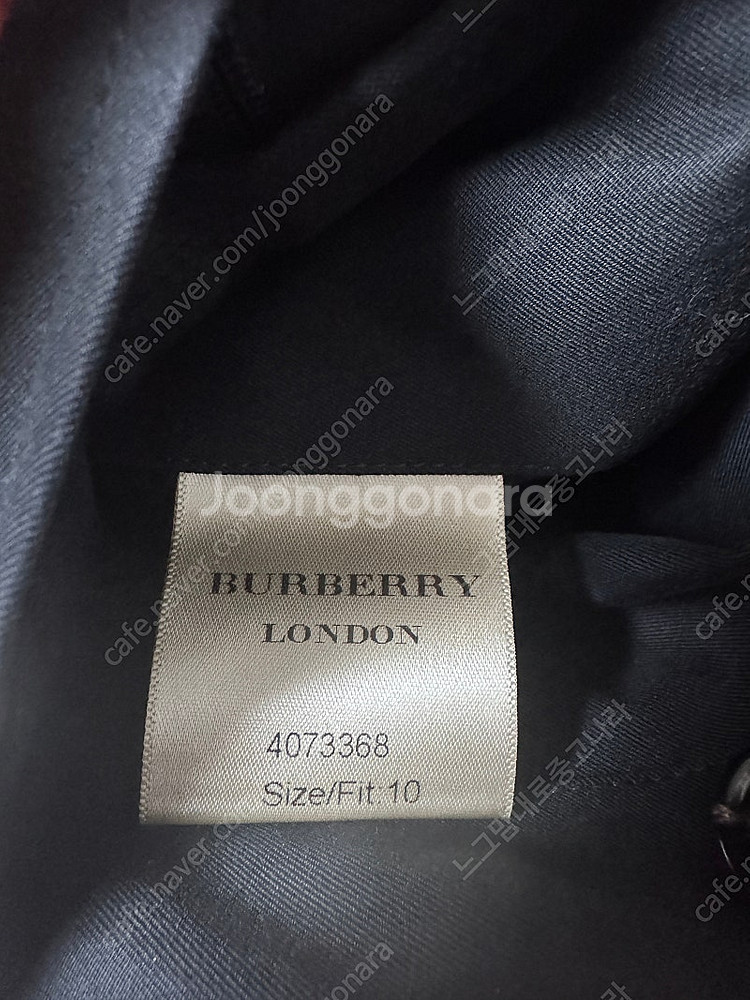 Joonggonara
BURBERRY
LONDON
4073368
Size/Fit:10
cafe.naver.com/joonggonara